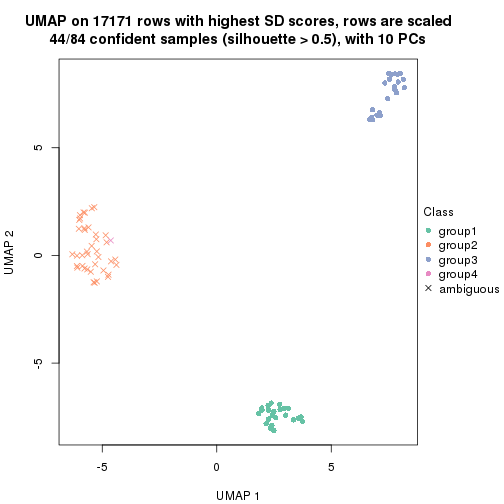 UMAP on 17171 rows with highest SD scores, rows are scaled
44/84 confident samples (silhouette > 0.5), with 10 PCs
5
0
-5
UMAP 2
-5 0 5
UMAP 1
Class
group1
group2
group3
group4
ambiguous